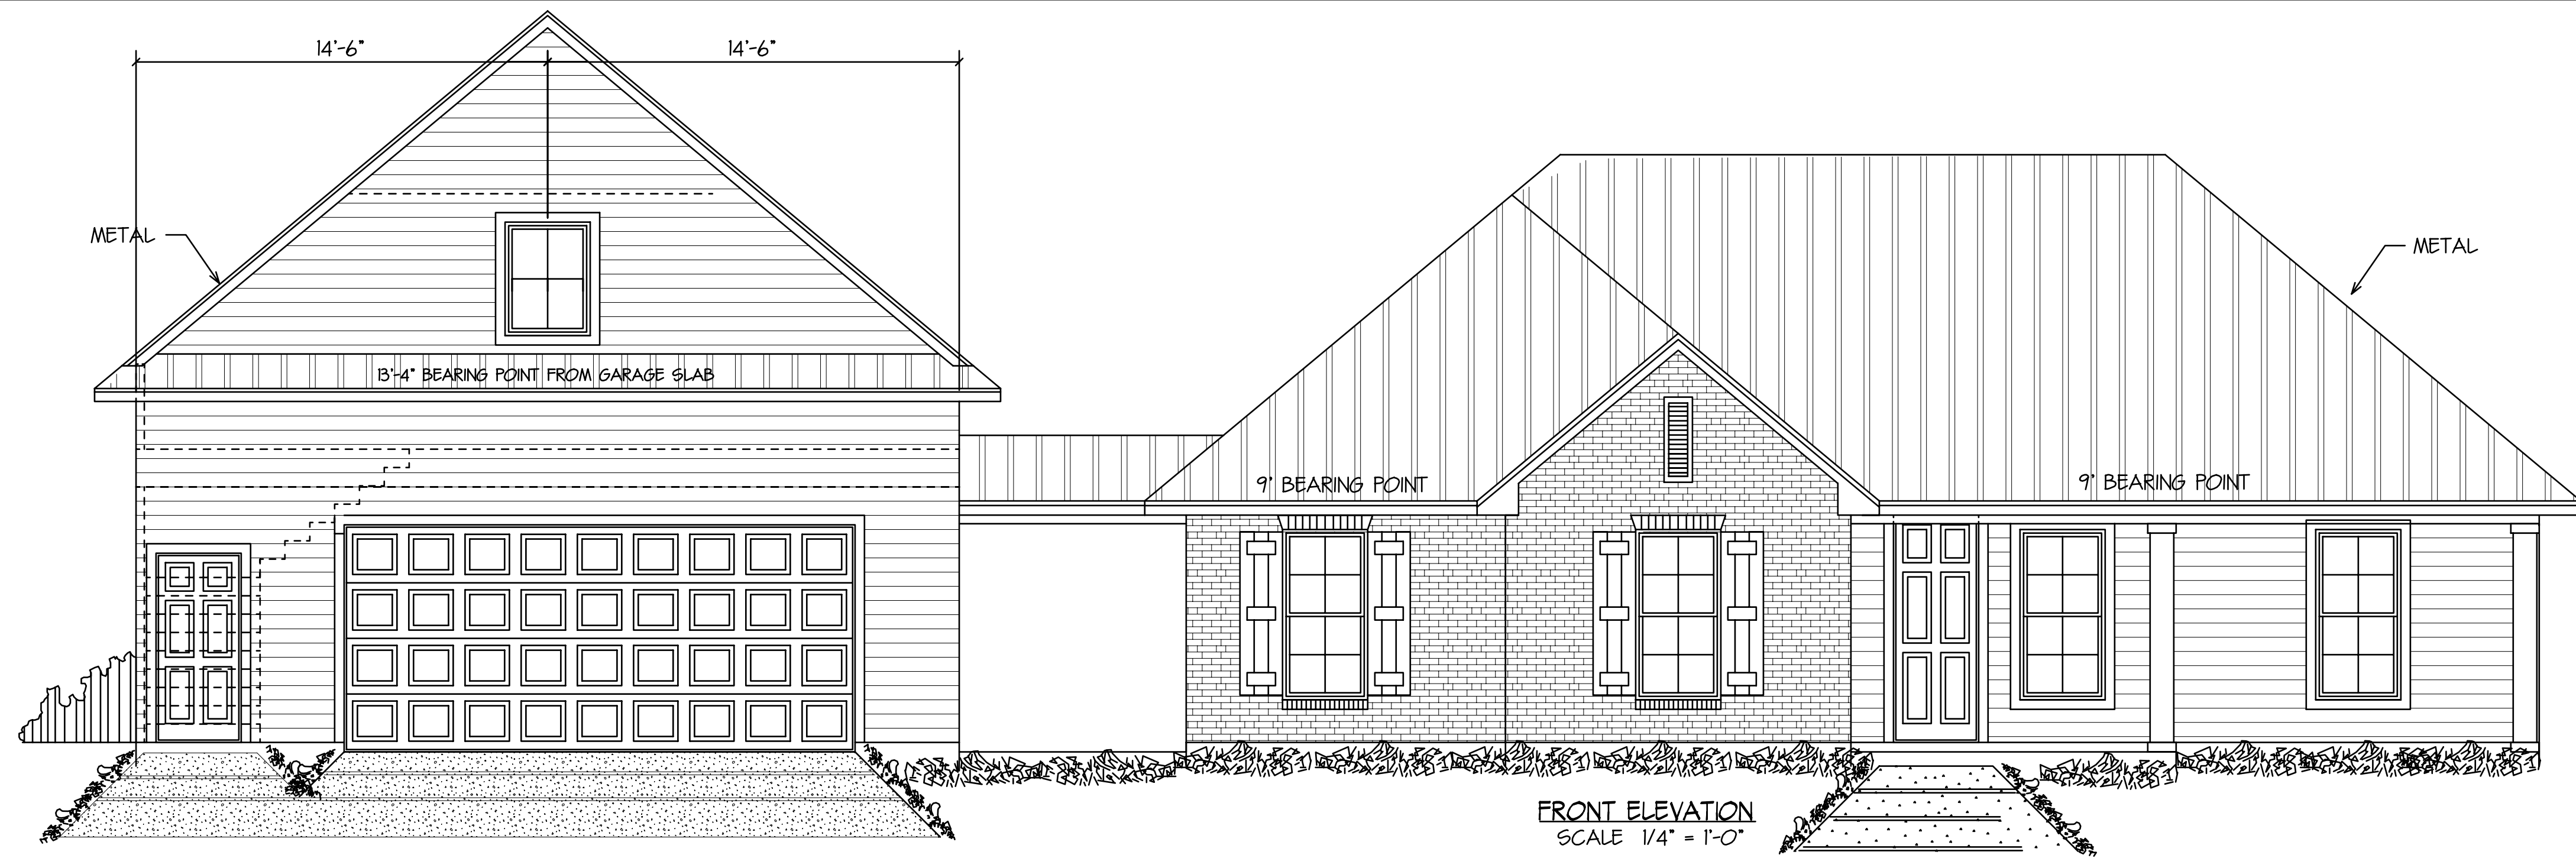 14'-6"
14'-6"
METAL
METAL
13'-4" BEARING POINT FROM GARAGE SLAB
9' BEARING POINT
9' BEARING POINT
FRONT ELEVATION
SCALE 1/4" = 1'-0"